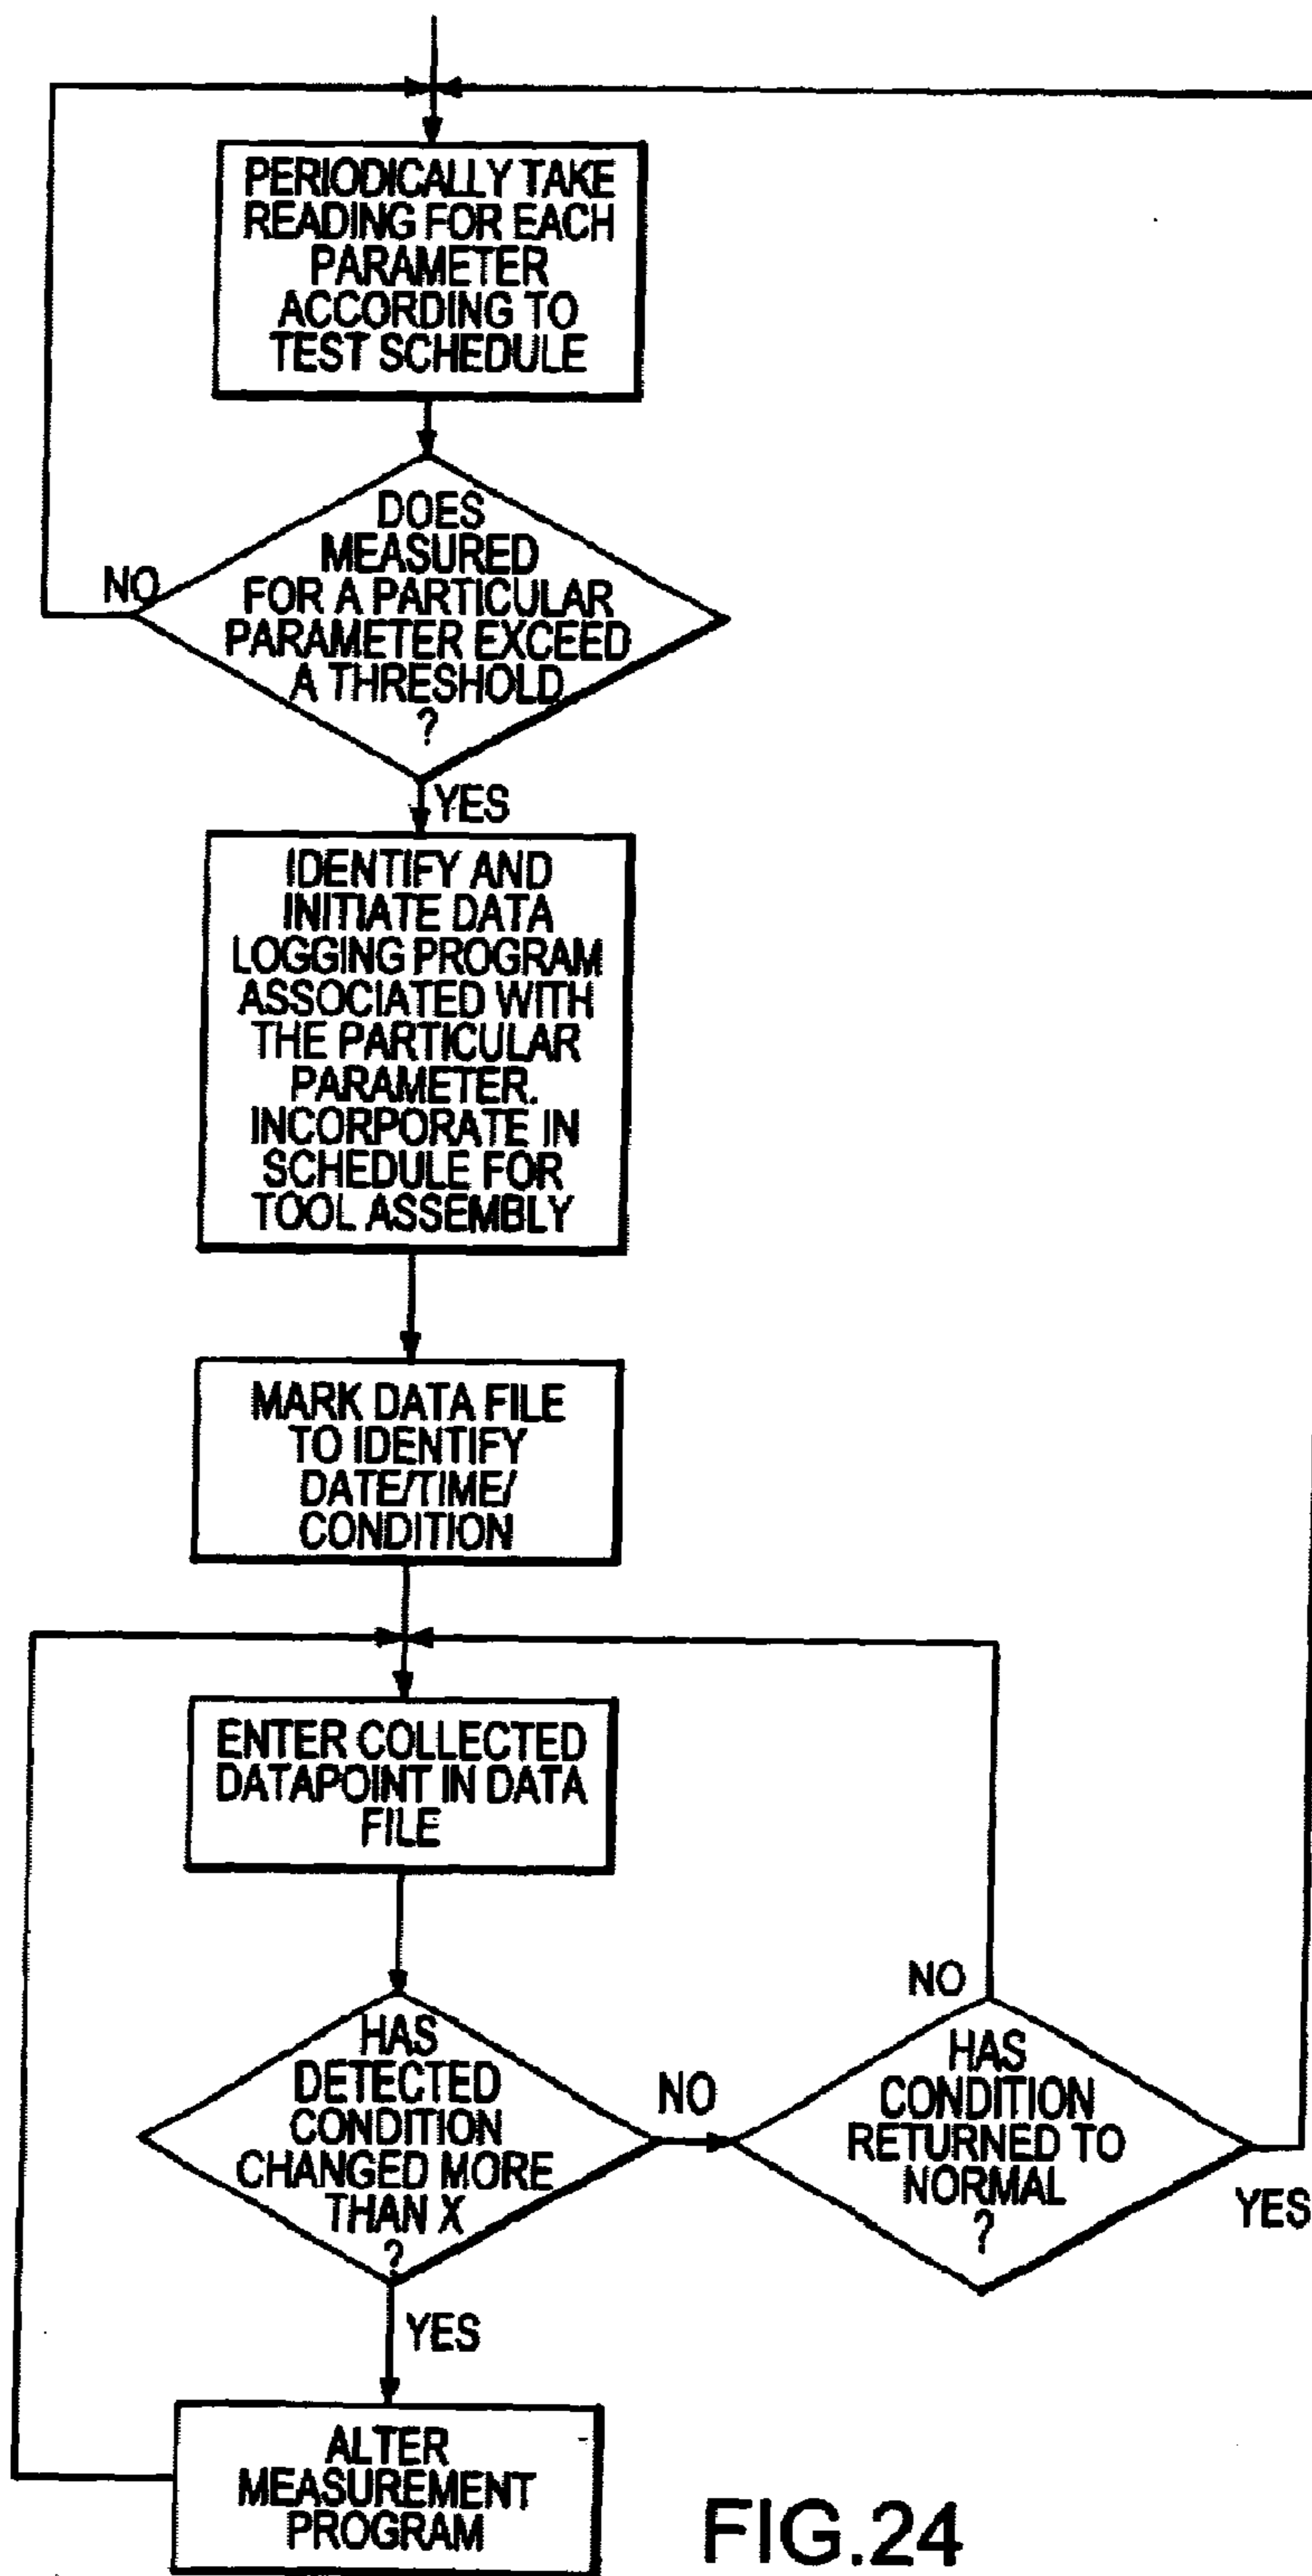 PERIODICALLY TAKE
READING FOR EACH
PARAMETER
ACCORDING TO
TEST SCHEDULE
DOES
MEASURED
FOR A PARTICULAR
PARAMETER EXCEED
A THRESHOLD
?
NO
YES
IDENTIFY AND
INITIATE DATA
LOGGING PROGRAM
ASSOCIATED WITH
THE PARTICULAR
PARAMETER.
INCORPORATE IN
SCHEDULE FOR
TOOL ASSEMBLY
MARK DATA FILE
TO IDENTIFY
DATE/TIME/
CONDITION
ENTER COLLECTED
DATAPOINT IN DATA
FILE
HAS
DETECTED
CONDITION
CHANGED MORE
THAN X
?
NO
NO
HAS
CONDITION
RETURNED TO
NORMAL
?
YES
YES
ALTER
MEASUREMENT
PROGRAM
FIG.24